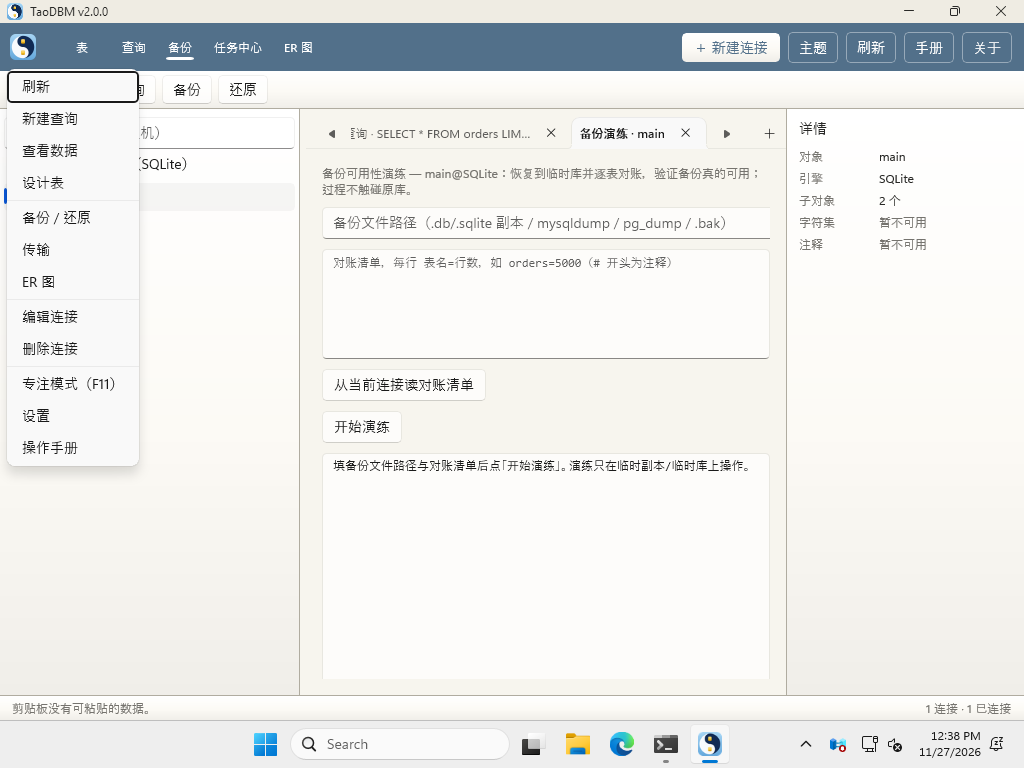 TaoDBM v2.0.0
表
查询
备份
任务中心
ER 图
+ 新建连接
主题
刷新
手册
关于
刷新
新建查询
查看数据
设计表
备份 / 还原
传输
ER 图
编辑连接
删除连接
专注模式（F11）
设置
操作手册
备份
还原
机）
（SQLite）
查询 · SELECT * FROM orders LIM...
备份演练 · main
备份可用性演练 — main@SQLite：恢复到临时库并逐表对账，验证备份真的可用；
过程不触碰原库。
备份文件路径（.db/.sqlite 副本 / mysqldump / pg_dump / .bak）
对账清单，每行 表名=行数，如 orders=5000（# 开头为注释）
从当前连接读对账清单
开始演练
填备份文件路径与对账清单后点「开始演练」。演练只在临时副本/临时库上操作。
详情
对象 main
引擎 SQLite
子对象 2 个
字符集 暂不可用
注释 暂不可用
剪贴板没有可粘贴的数据。
1 连接 · 1 已连接
Search
12:38 PM
11/27/2026